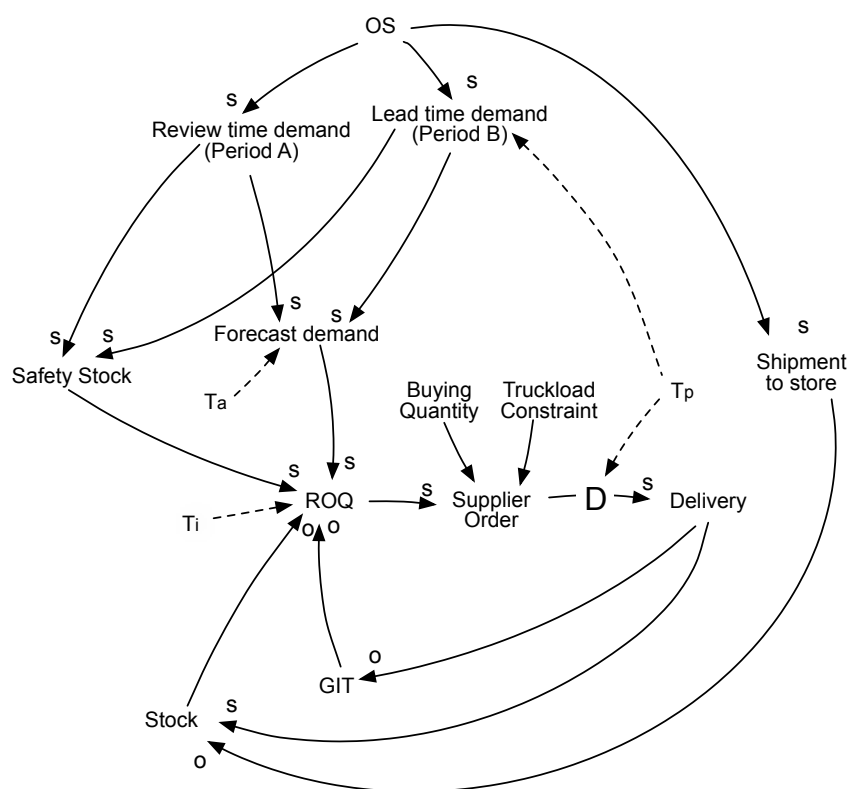 OS
s
s
Review time demand
(Period A)
Lead time demand
(Period B)
s
s
s
s
s
Forecast demand
Safety Stock
Shipment
to store
Ta
Buying
Quantity
Truckload
Constraint
Tp
s
s
s
s
ROQ
Supplier
Order
D
Delivery
Ti
o
o
o
GIT
s
Stock
o